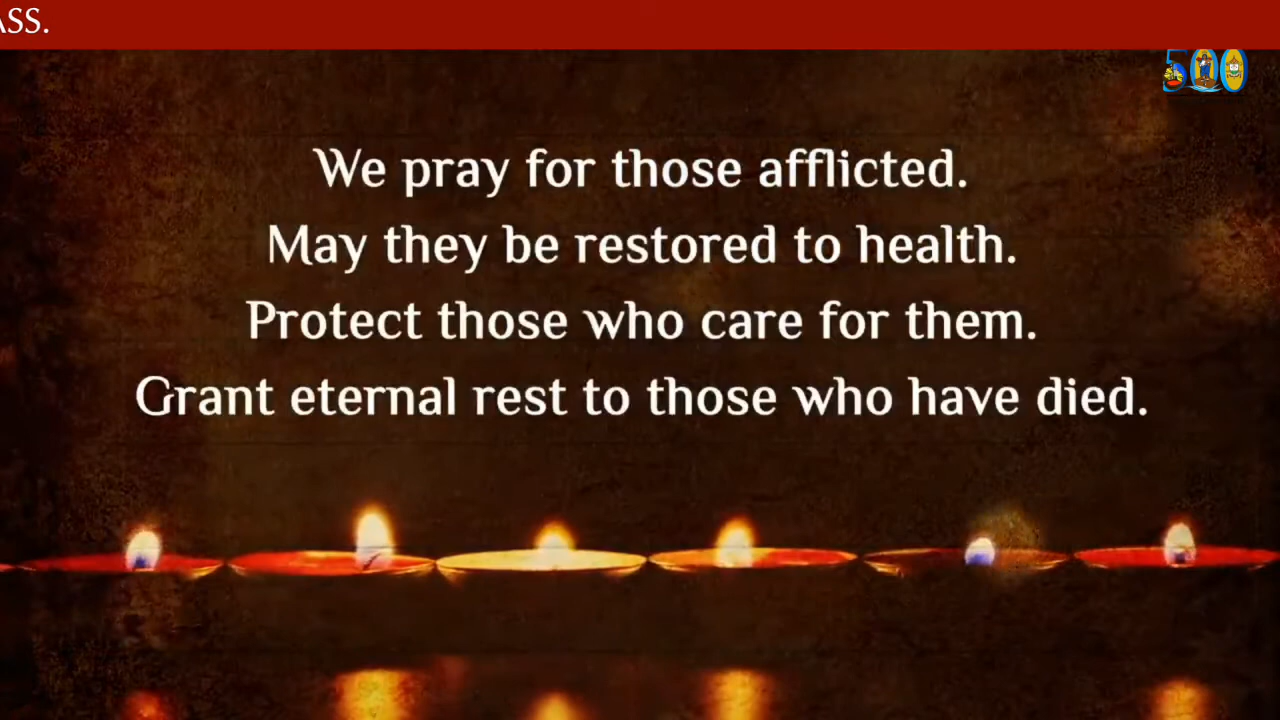 ASS.
500
We pray for those afflicted.
May they be restored to health.
Protect those who care for them.
Grant eternal rest to those who have died.